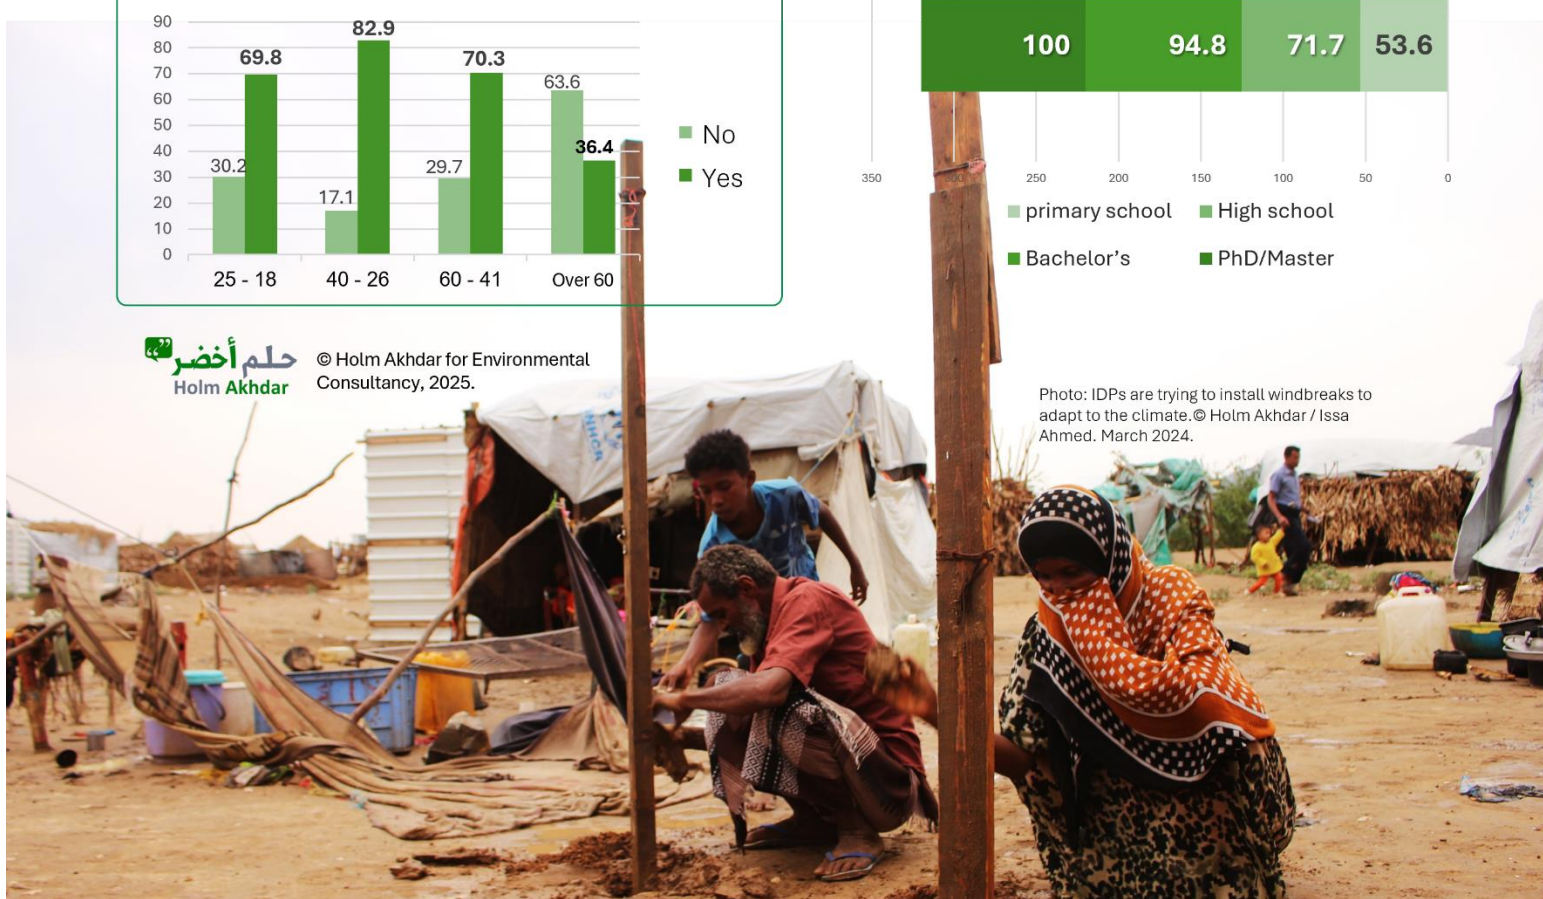 90
80
70
60
50
40
30
20
10
0
69.8
82.9
70.3
63.6
36.4
30.2
17.1
29.7
25 - 18
40 - 26
60 - 41
Over 60
No
Yes
100 94.8 71.7 53.6
350 300 250 200 150 100 50 0
primary school High school
Bachelor's PhD/Master
حلم أخضر
Holm Akhdar
© Holm Akhdar for Environmental
Consultancy, 2025.
Photo: IDPs are trying to install windbreaks to
adapt to the climate.© Holm Akhdar / Issa
Ahmed. March 2024.
UNHCR